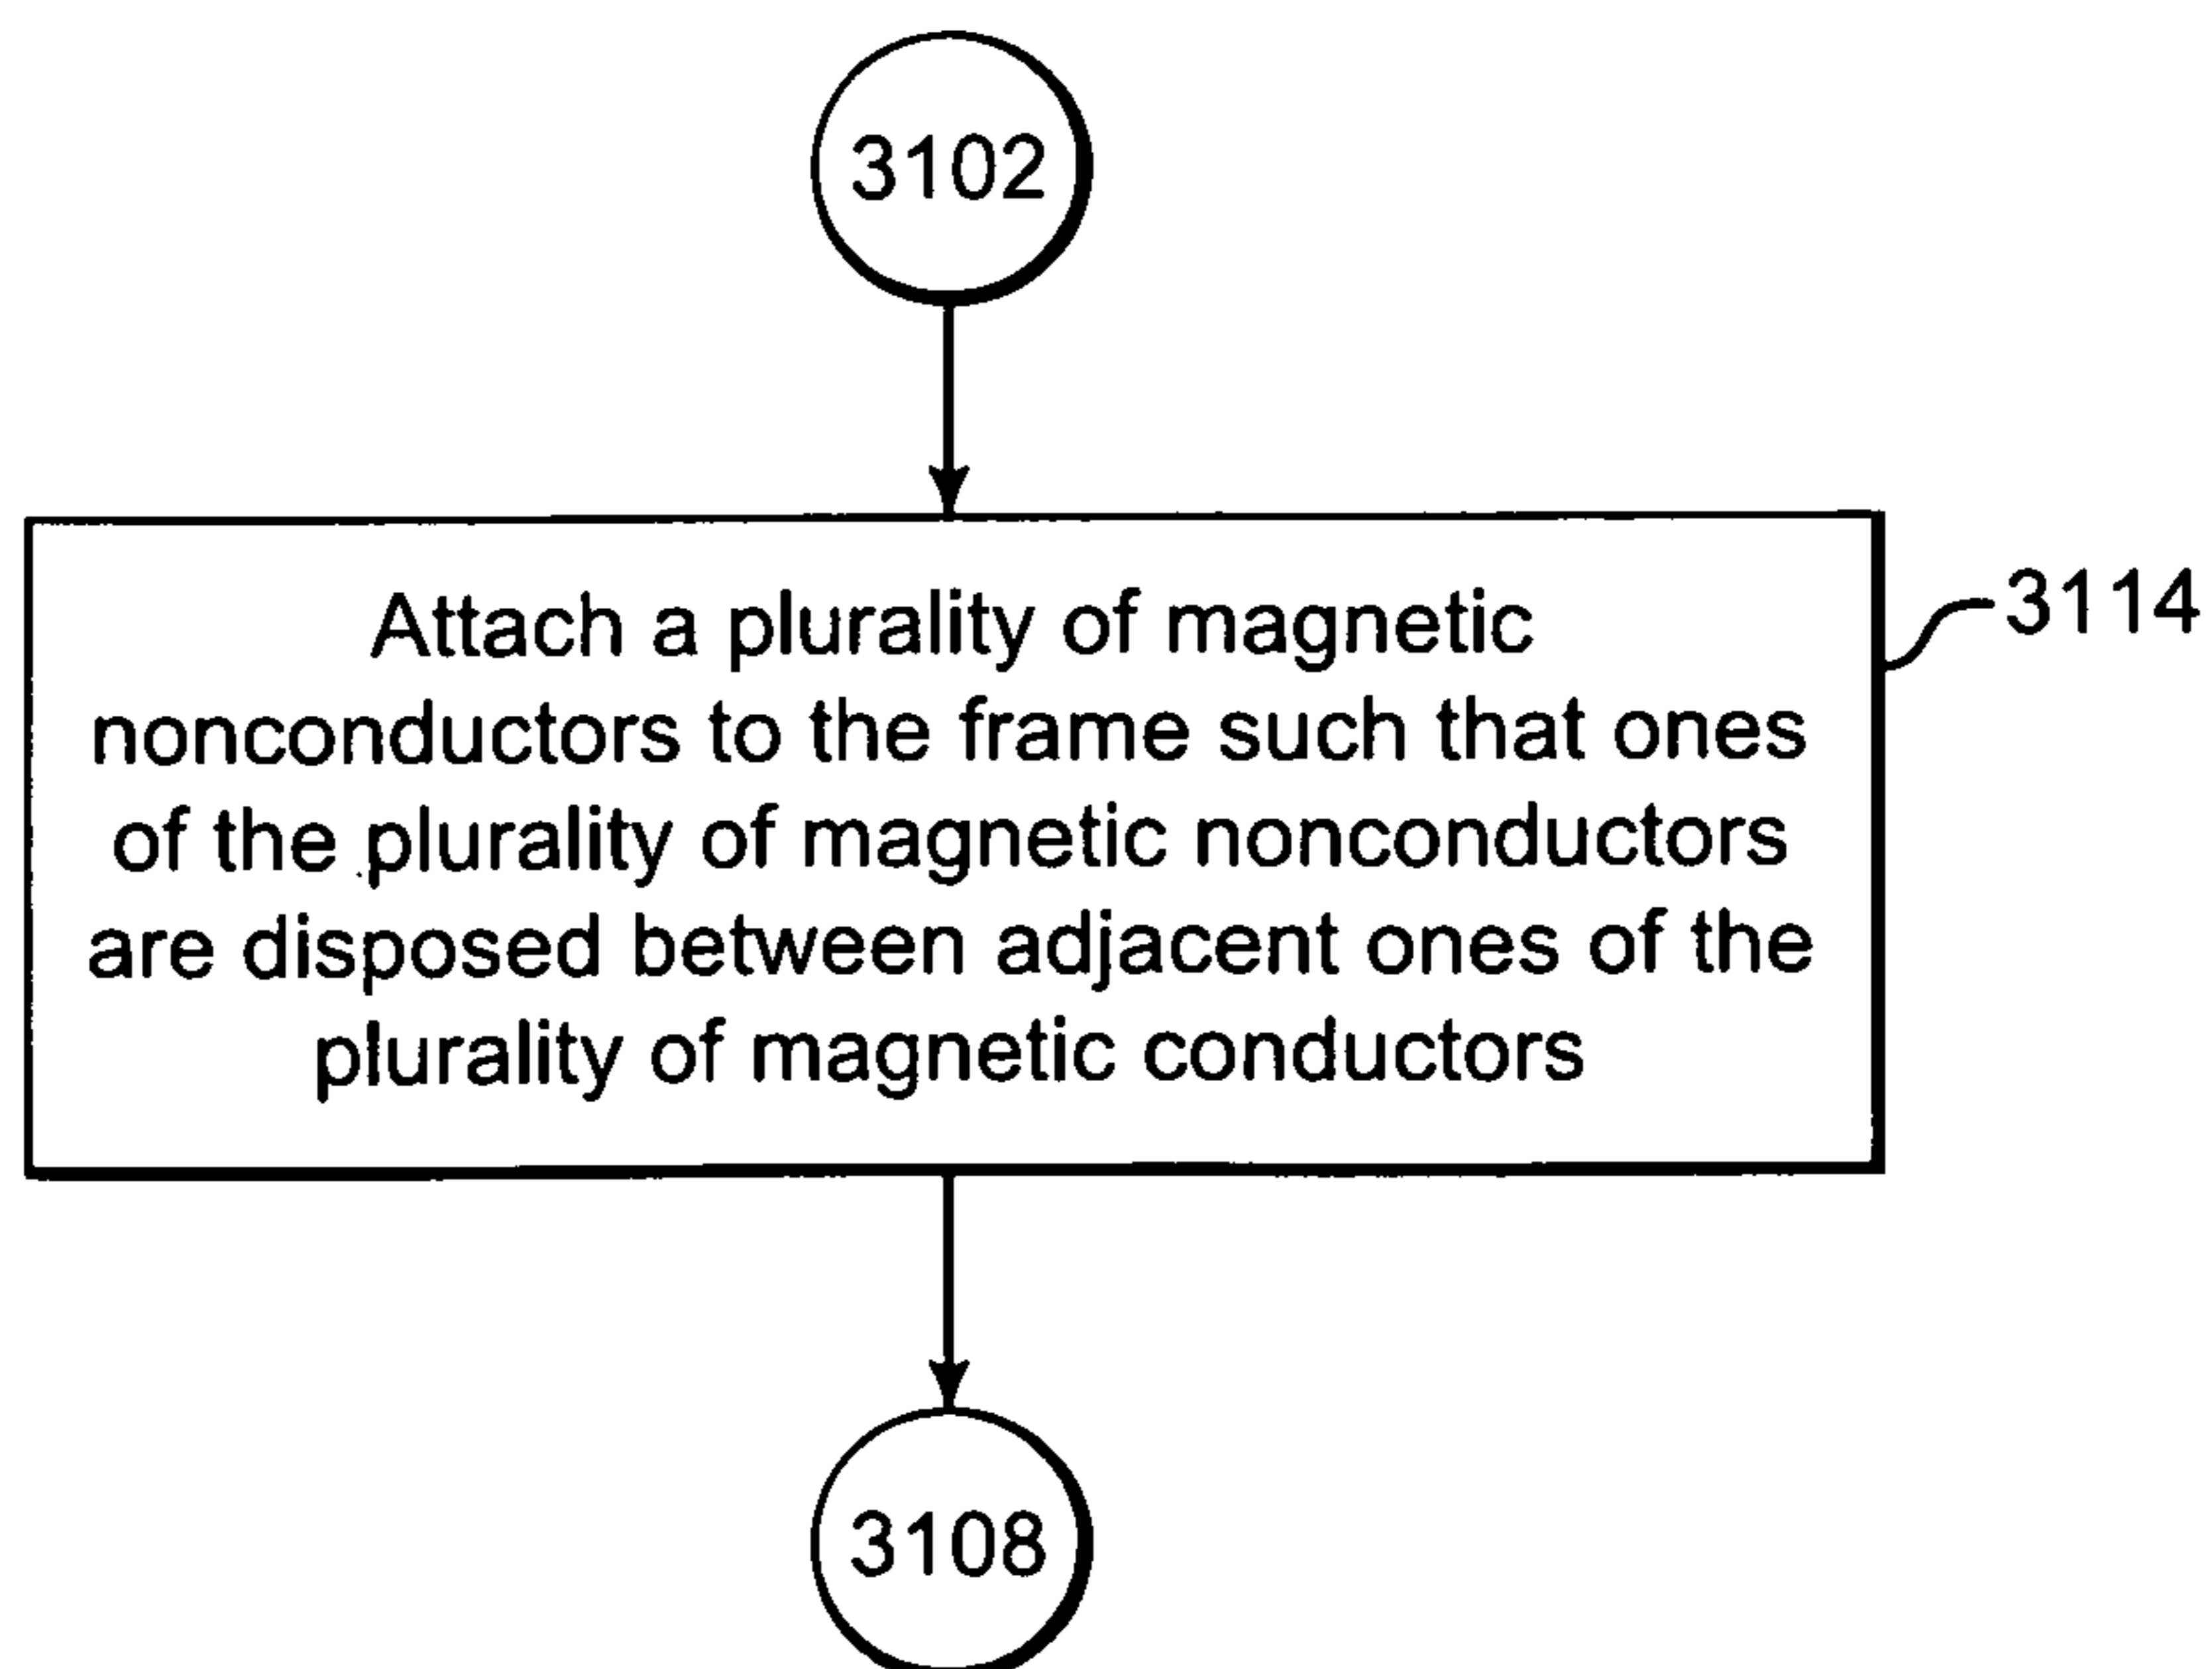 3102
Attach a plurality of magnetic
nonconductors to the frame such that ones
of the plurality of magnetic nonconductors
are disposed between adjacent ones of the
plurality of magnetic conductors
3114
3108